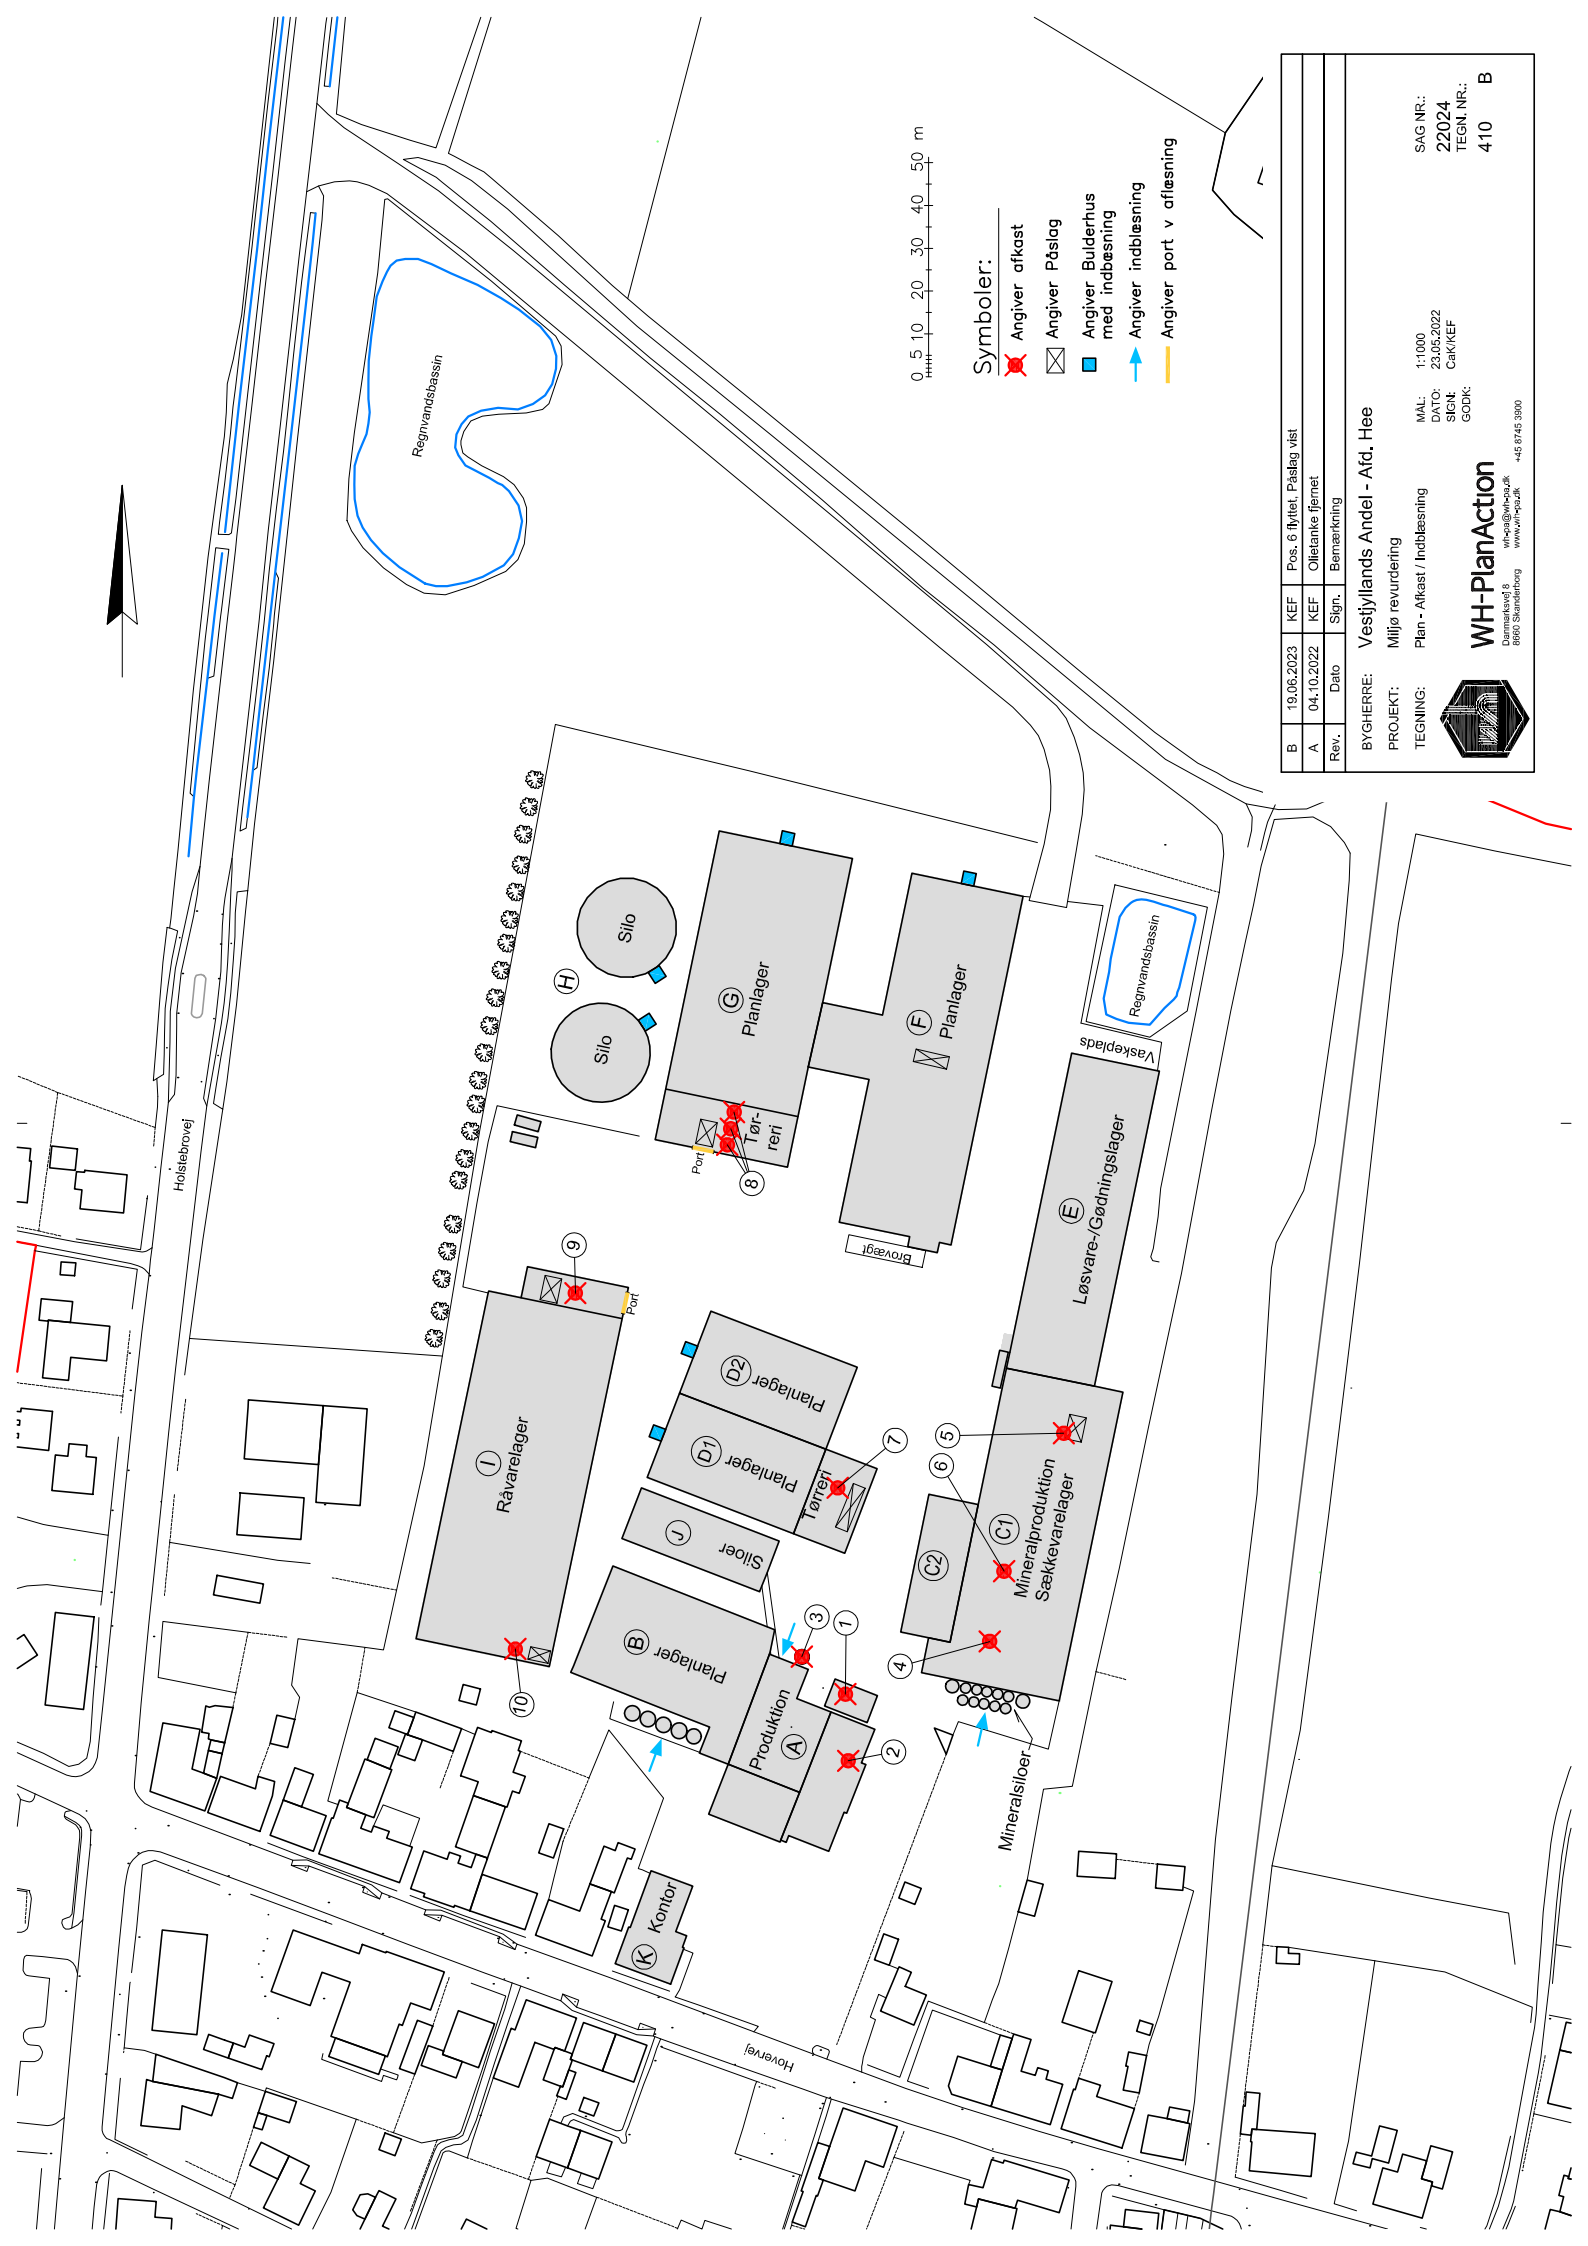 Regnvandsbassin
0 5 10 20 30 40 50 m
Symboler:
Angiver afkast
Angiver Påslag
Angiver Bulderhus
med indbæsning
Angiver indblæsning
Angiver port v aflæsning
B 19.06.2023 KEF Pos. 6 flyttet, Påslag vist
A 04.10.2022 KEF Olietanke fjernet
Rev. Dato Sign. Bemærkning
BYGHERRE: Vestjyllands Andel - Afd. Hee
PROJEKT: Miljø revurdering
TEGNING: Plan - Afkast / Indblæsning
MÅL: 1:1000
DATO: 23.05.2022
SIGN: CaK/KEF
GODK:
SAG NR.:
22024
TEGN. NR.:
410 B
WH-PlanAction
Danmarksvej 8
8660 Skanderborg
wh-pa@wh-pa.dk
www.wh-pa.dk
+45 8745 3900
Holstebrovej
Silo
H
Silo
G
Planlager
Tør-
reri
Port
8
F
Planlager
Brovægt
Regnvandsbassin
Vaskeplads
E
Løsvare-/Gødningslager
9
Port
I
Råvarelager
10
D2
Planlager
D1
Planlager
Tørreri
7
J
Siloer
B
Planlager
3
1
2
Produktion
A
5
6
C1
Mineralproduktion
Sækkevarelager
C2
4
Mineralsiloer
K
Kontor
Hovervej